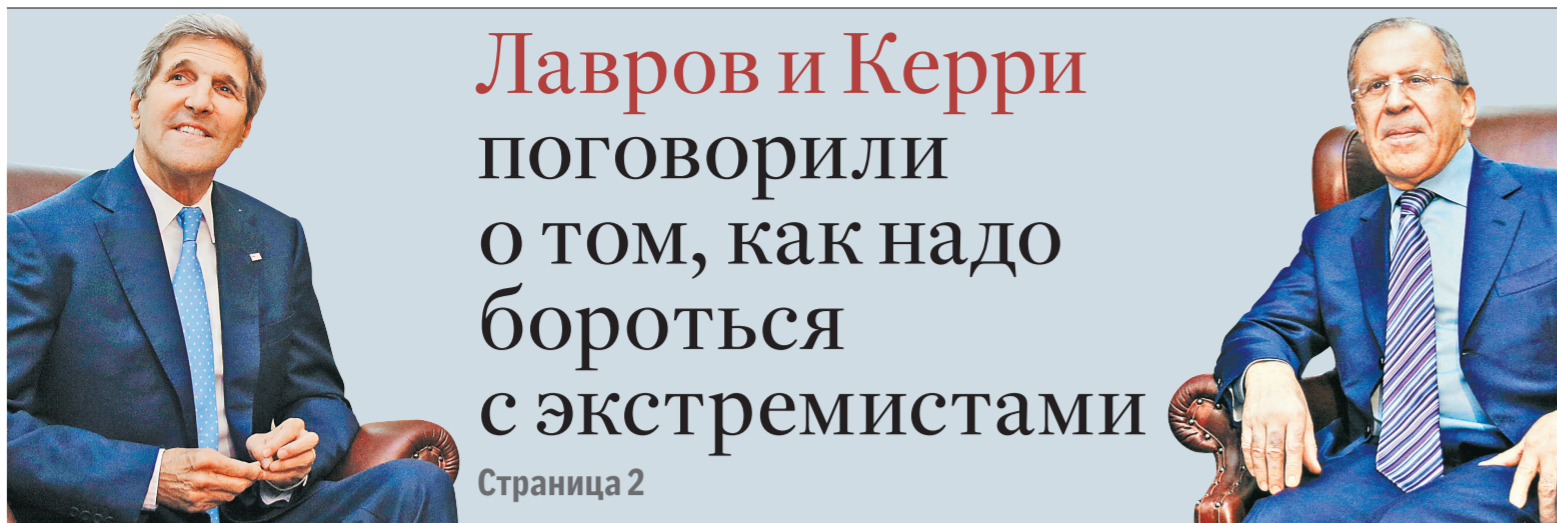 Лавров и Керри
поговорили
о том, как надо
бороться
с экстремистами
Страница 2